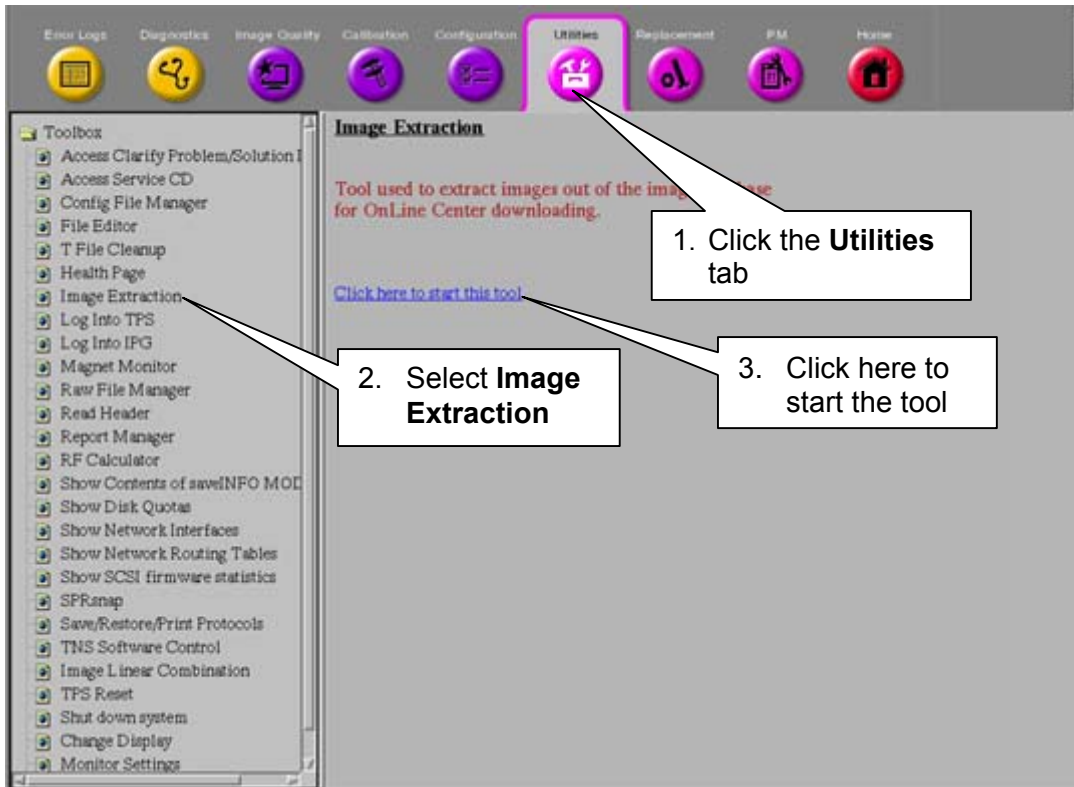 Error Logs Diagnostics Image Quality Calibration Configuration Utilities Replacement PM Home
Toolbox
Access Clarify Problem/Solution
Access Service CD
Config File Manager
File Editor
T File Cleanup
Health Page
Image Extraction
Log Into TPS
Log Into IPG
Magnet Monitor
Raw File Manager
Read Header
Report Manager
RF Calculator
Show Contents of saveINFO MOD
Show Disk Quotas
Show Network Interfaces
Show Network Routing Tables
Show SCSI firmware statistics
SPRsnap
Save/Restore/Print Protocols
TNS Software Control
Image Linear Combination
TPS Reset
Shut down system
Change Display
Monitor Settings
Image Extraction
Tool used to extract images out of the
for OnLine Center downloading.
Click here to start this tool
1. Click the Utilities
tab
2. Select Image
Extraction
3. Click here to
start the tool